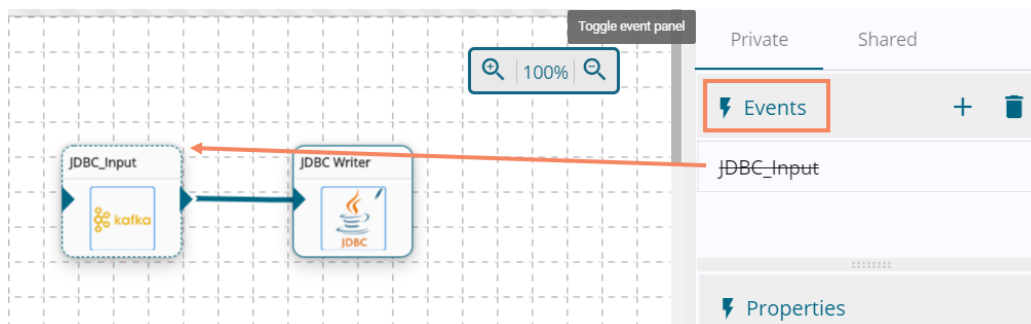 Toggle event panel
Private
Shared
100%
Events
JDBC_Input
JDBC_Input
JDBC Writer
kafka
JDBC
Properties